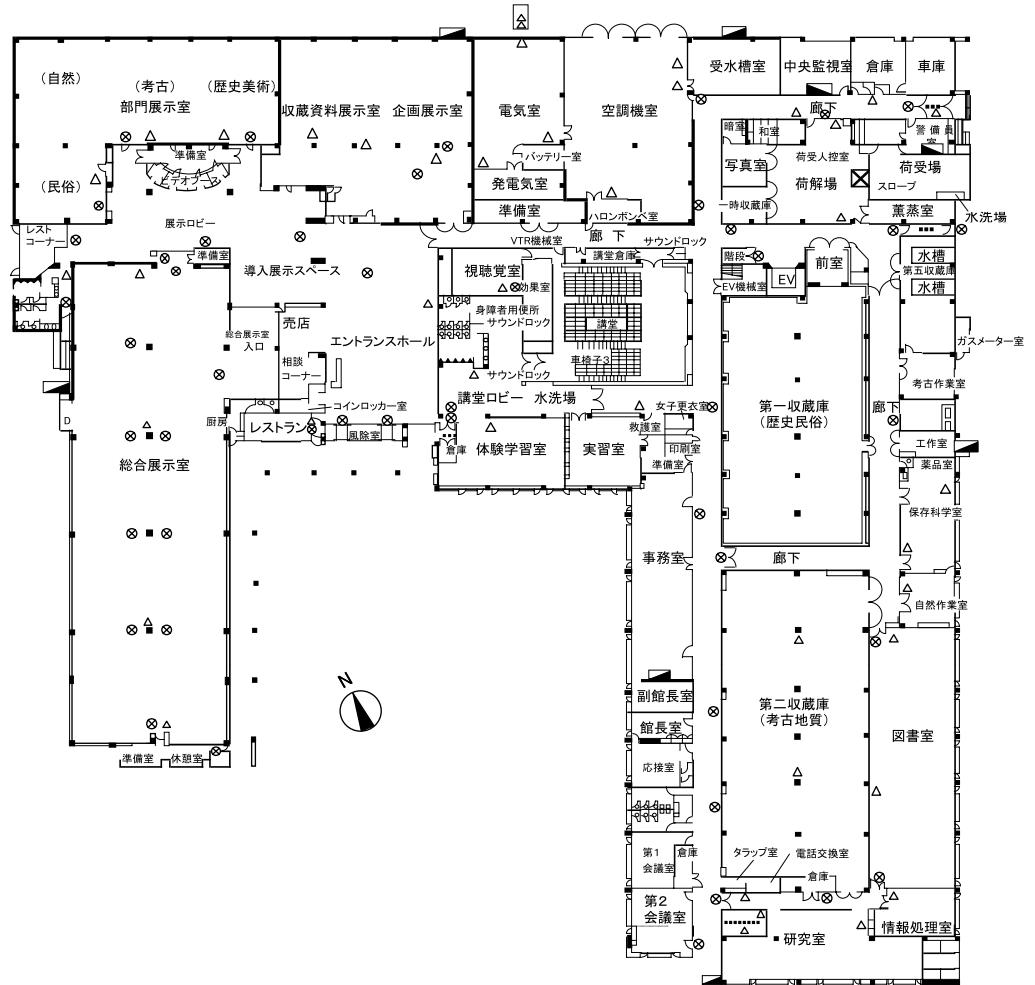 （自然）
（考古）
（歴史美術）
部門展示室
収蔵資料展示室
企画展示室
電気室
空調機室
受水槽室
中央監視室
倉庫
車庫
廊下
暗室
和室
警備員
室
準備室
バッテリー室
写真室
荷受人控室
荷受場
ビデオブース
（民俗）
発電気室
荷解場
スロープ
準備室
ハロンボンベ室
一時収蔵庫
薫蒸室
水洗場
展示ロビー
レスト
コーナー
VTR機械室
廊 下
サウンドロック
準備室
講堂倉庫
階段
前室
水槽
第五収蔵庫
水槽
導入展示スペース
視聴覚室
効果室
EV機械室
EV
身障者用便所
サウンドロック
売店
総合展示室
入口
エントランスホール
講堂
ガスメーター室
相談
コーナー
車椅子3
サウンドロック
考古作業室
講堂ロビー
水洗場
コインロッカー室
女子更衣室
第一収蔵庫
（歴史民俗）
廊下
厨房
レストラン
風除室
救護室
D
倉庫
体験学習室
実習室
印刷室
工作室
総合展示室
準備室
薬品室
保存科学室
事務室
廊下
自然作業室
N
副館長室
第二収蔵庫
（考古地質）
館長室
図書室
準備室
休憩室
応接室
第1
会議室
倉庫
タラップ室
電話交換室
倉庫
第2
会議室
情報処理室
研究室